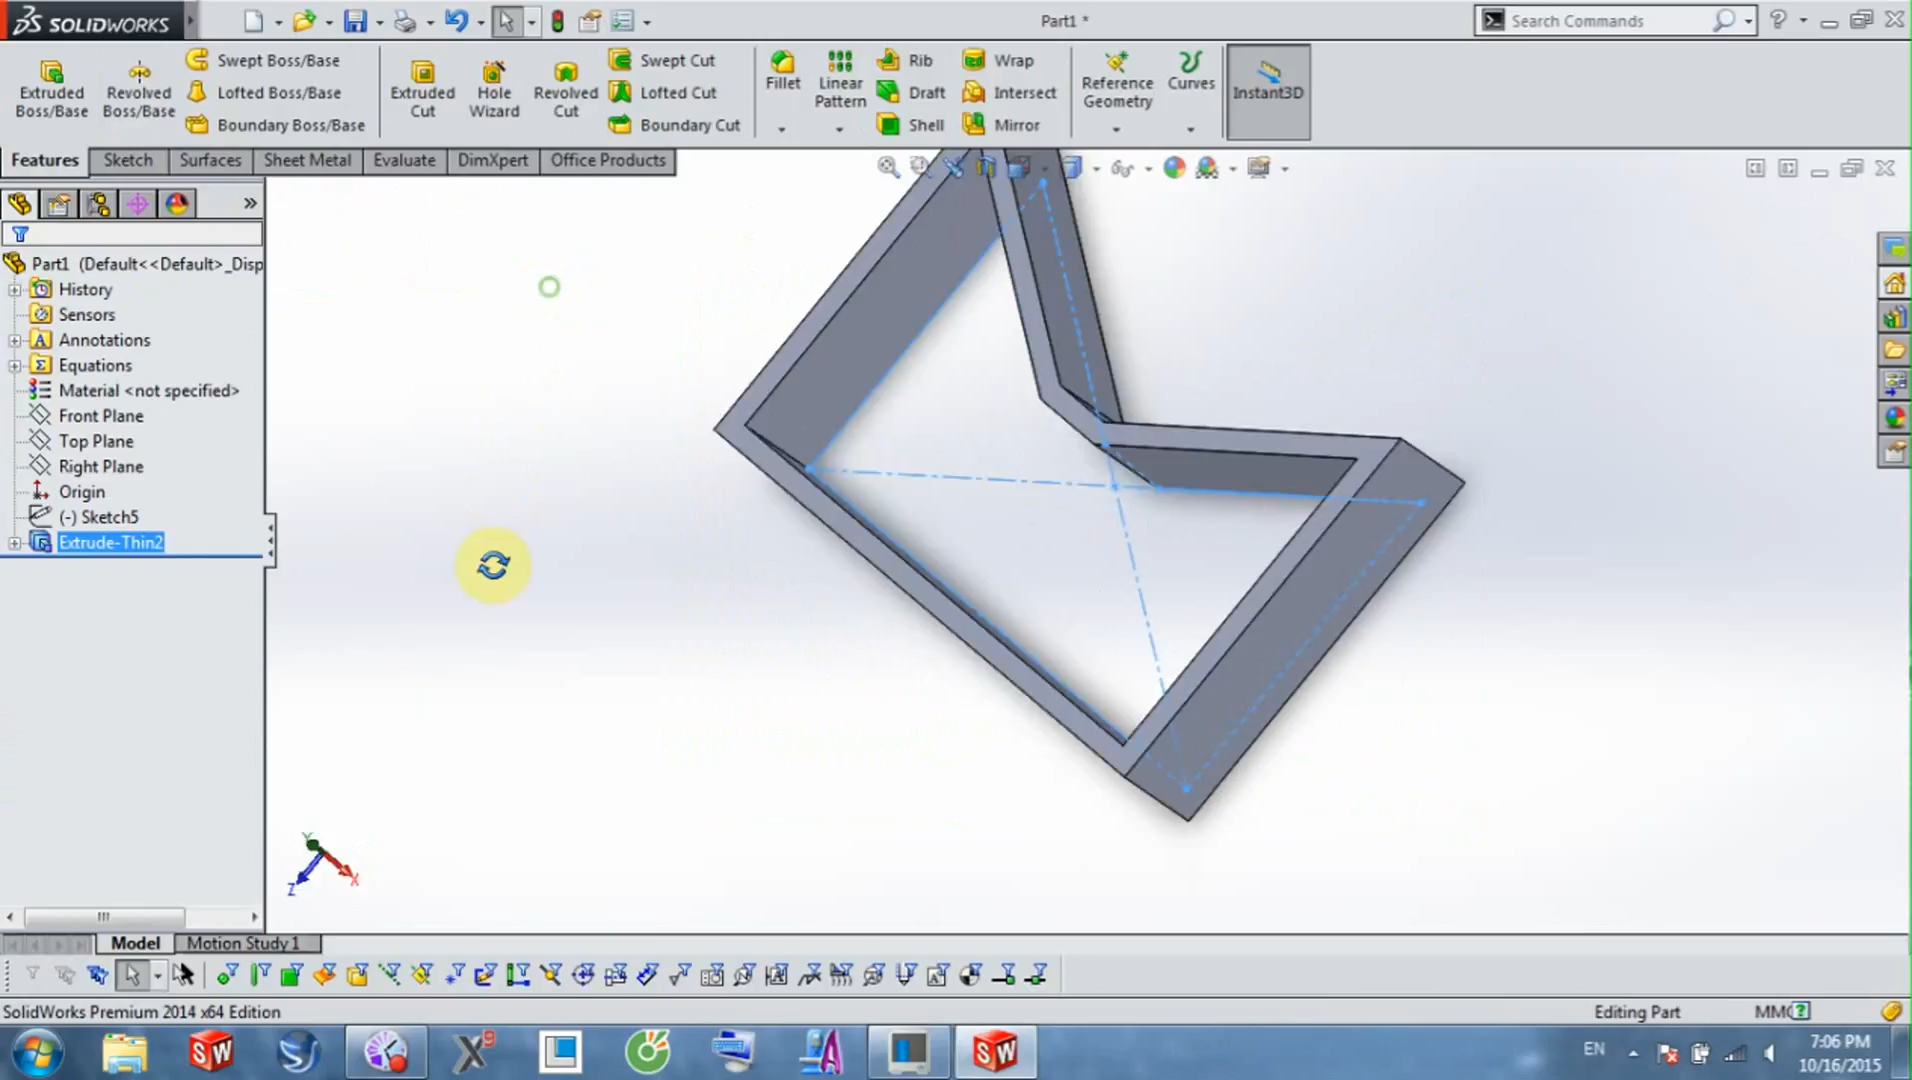 SOLIDWORKS
Part1 *
Search Commands
Extruded Boss/Base
Revolved Boss/Base
Swept Boss/Base
Lofted Boss/Base
Boundary Boss/Base
Extruded Cut
Hole Wizard
Revolved Cut
Swept Cut
Lofted Cut
Boundary Cut
Fillet
Linear Pattern
Rib
Draft
Shell
Wrap
Intersect
Mirror
Reference Geometry
Curves
Instant3D
Features
Sketch
Surfaces
Sheet Metal
Evaluate
DimXpert
Office Products
Part1 (Default<<Default>_Disp
History
Sensors
Annotations
Equations
Material <not specified>
Front Plane
Top Plane
Right Plane
Origin
(-) Sketch5
Extrude-Thin2
Y
X
Z
Model
Motion Study 1
SolidWorks Premium 2014 x64 Edition
Editing Part
EN
7:06 PM
10/16/2015